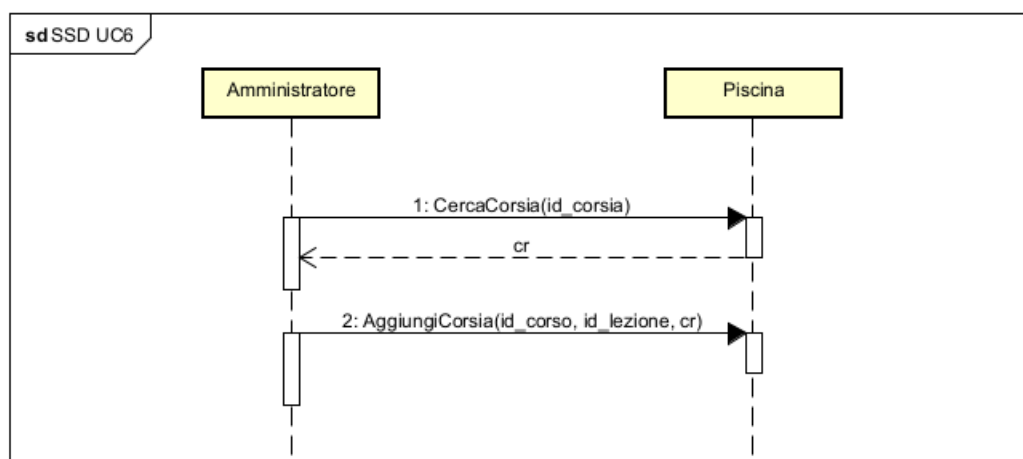 sd SSD UC6
Amministratore
Piscina
1: CercaCorsia(id_corsia)
cr
2: AggiungiCorsia(id_corso, id_lezione, cr)